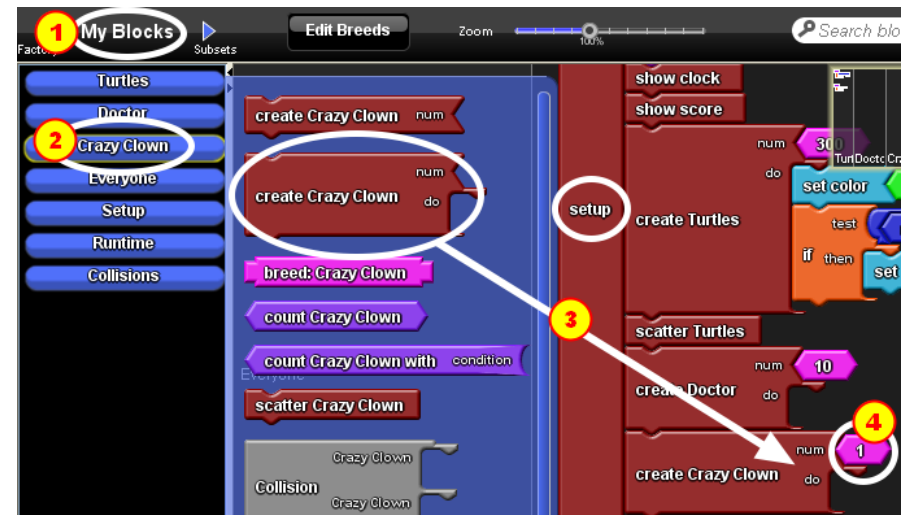 1 My Blocks Subsets Edit Breeds Zoom 100% Search blo
Factory
Turtles
Doctor
2 Crazy Clown
Everyone
Setup
Runtime
Collisions
create Crazy Clown num
create Crazy Clown num do
breed: Crazy Clown
count Crazy Clown
count Crazy Clown with condition
Everyone
scatter Crazy Clown
Collision Crazy Clown Crazy Clown
setup
3
show clock
show score
create Turtles num 300 do
set color
if test then set
scatter Turtles
create Doctor num 10 do
create Crazy Clown num 1 do
4
Turt Doctc Cra